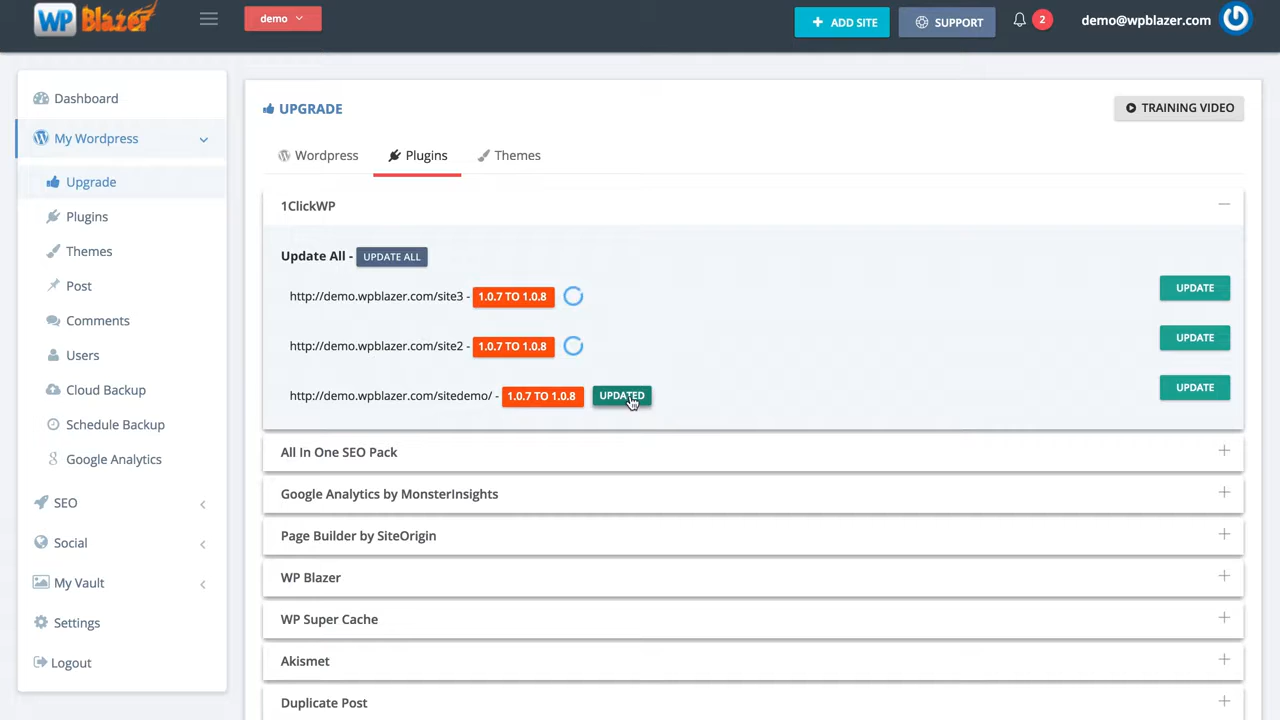 WP Blazer
demo
+ ADD SITE
SUPPORT
2
demo@wpblazer.com
Dashboard
My Wordpress
Upgrade
Plugins
Themes
Post
Comments
Users
Cloud Backup
Schedule Backup
Google Analytics
SEO
Social
My Vault
Settings
Logout
UPGRADE
TRAINING VIDEO
Wordpress
Plugins
Themes
1ClickWP
Update All - UPDATE ALL
http://demo.wpblazer.com/site3 - 1.0.7 TO 1.0.8 UPDATE
http://demo.wpblazer.com/site2 - 1.0.7 TO 1.0.8 UPDATE
http://demo.wpblazer.com/sitedemo/ - 1.0.7 TO 1.0.8 UPDATED UPDATE
All In One SEO Pack
Google Analytics by MonsterInsights
Page Builder by SiteOrigin
WP Blazer
WP Super Cache
Akismet
Duplicate Post